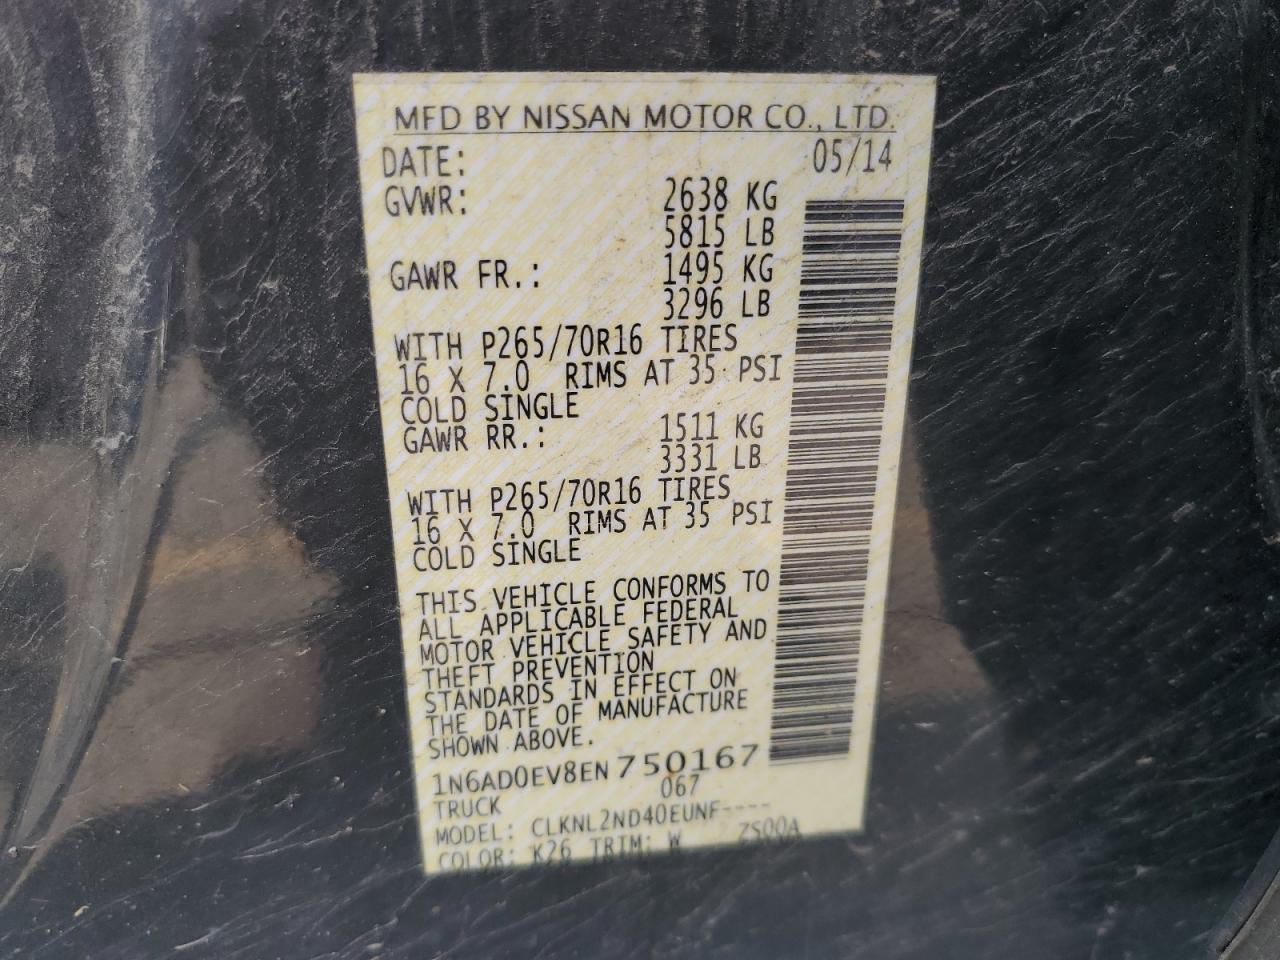 MFD BY NISSAN MOTOR CO., LTD.
DATE: 05/14
GVWR: 2638 KG
5815 LB
GAWR FR.: 1495 KG
3296 LB
WITH P265/70R16 TIRES
16 X 7.0 RIMS AT 35 PSI
COLD SINGLE
GAWR RR.: 1511 KG
3331 LB
WITH P265/70R16 TIRES
16 X 7.0 RIMS AT 35 PSI
COLD SINGLE
THIS VEHICLE CONFORMS TO
ALL APPLICABLE FEDERAL
MOTOR VEHICLE SAFETY AND
THEFT PREVENTION
STANDARDS IN EFFECT ON
THE DATE OF MANUFACTURE
SHOWN ABOVE.
1N6AD0EV8EN750167
TRUCK 067
MODEL: CLKNL2ND40EUNF----
COLOR: K26 TRIM: W ZS00A